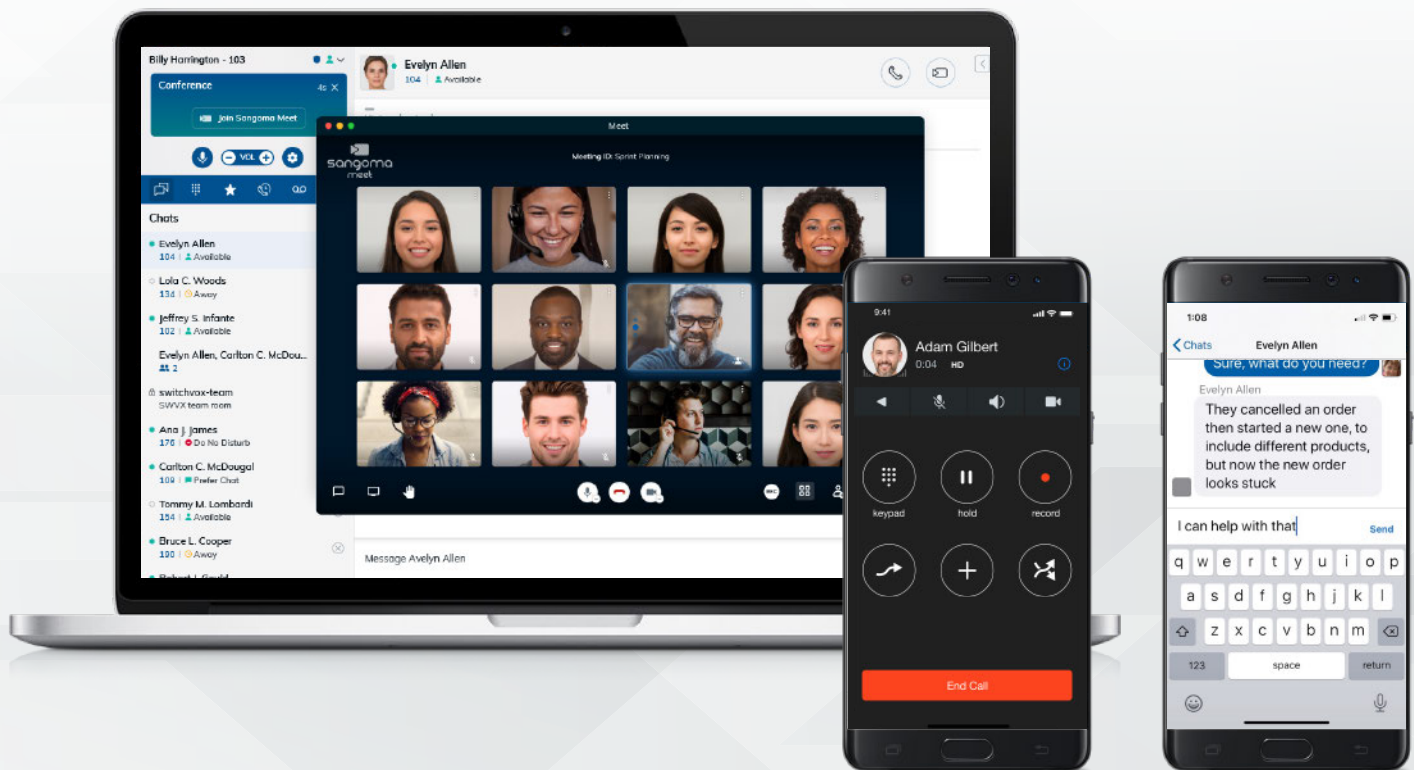 Billy Harrington - 103
Conference
4s
Join Sangoma Meet
VOL
Chats
Evelyn Allen
104 | Available
Lola C. Woods
134 | Away
Jeffrey S. Infante
102 | Available
Evelyn Allen, Carlton C. McDou...
2
switchvox-team
SWVX team room
Ana J. James
176 | Do No Disturb
Carlton C. McDougal
109 | Prefer Chat
Tommy M. Lombardi
154 | Available
Bruce L. Cooper
190 | Away
Evelyn Allen
104 | Available
Message Avelyn Allen
Meet
sangoma
meet
Meeting ID: Sprint Planning
REC
9:41
Adam Gilbert
0:04 HD
keypad
hold
record
End Call
1:08
Chats
Evelyn Allen
Sure, what do you need?
Evelyn Allen
They cancelled an order
then started a new one, to
include different products,
but now the new order
looks stuck
I can help with that
Send
q w e r t y u i o p
a s d f g h j k l
z x c v b n m
123
space
return